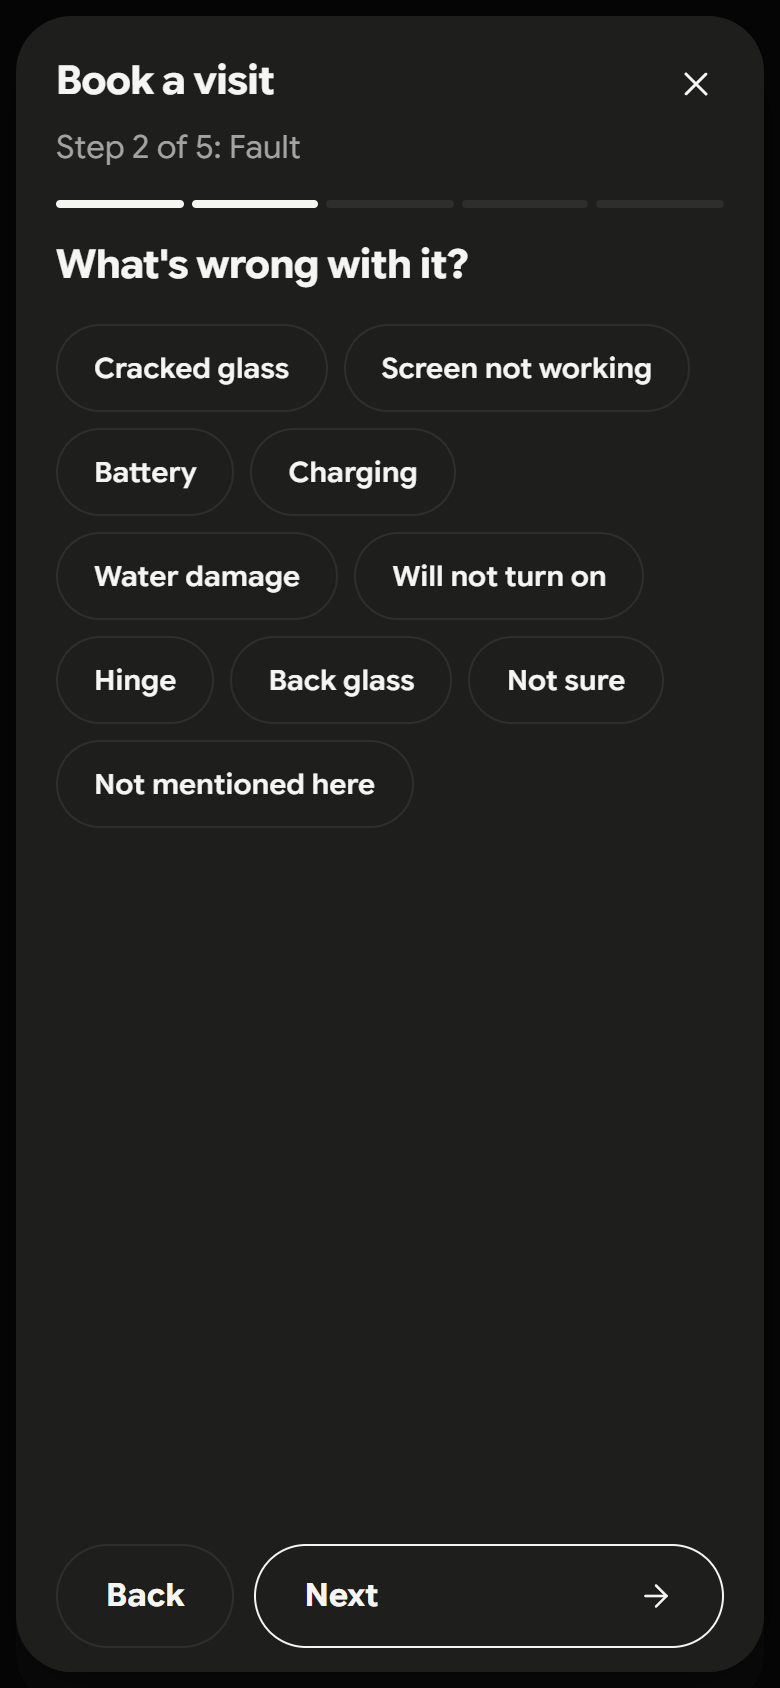 Book a visit
Step 2 of 5: Fault
What's wrong with it?
Cracked glass
Screen not working
Battery
Charging
Water damage
Will not turn on
Hinge
Back glass
Not sure
Not mentioned here
Back
Next